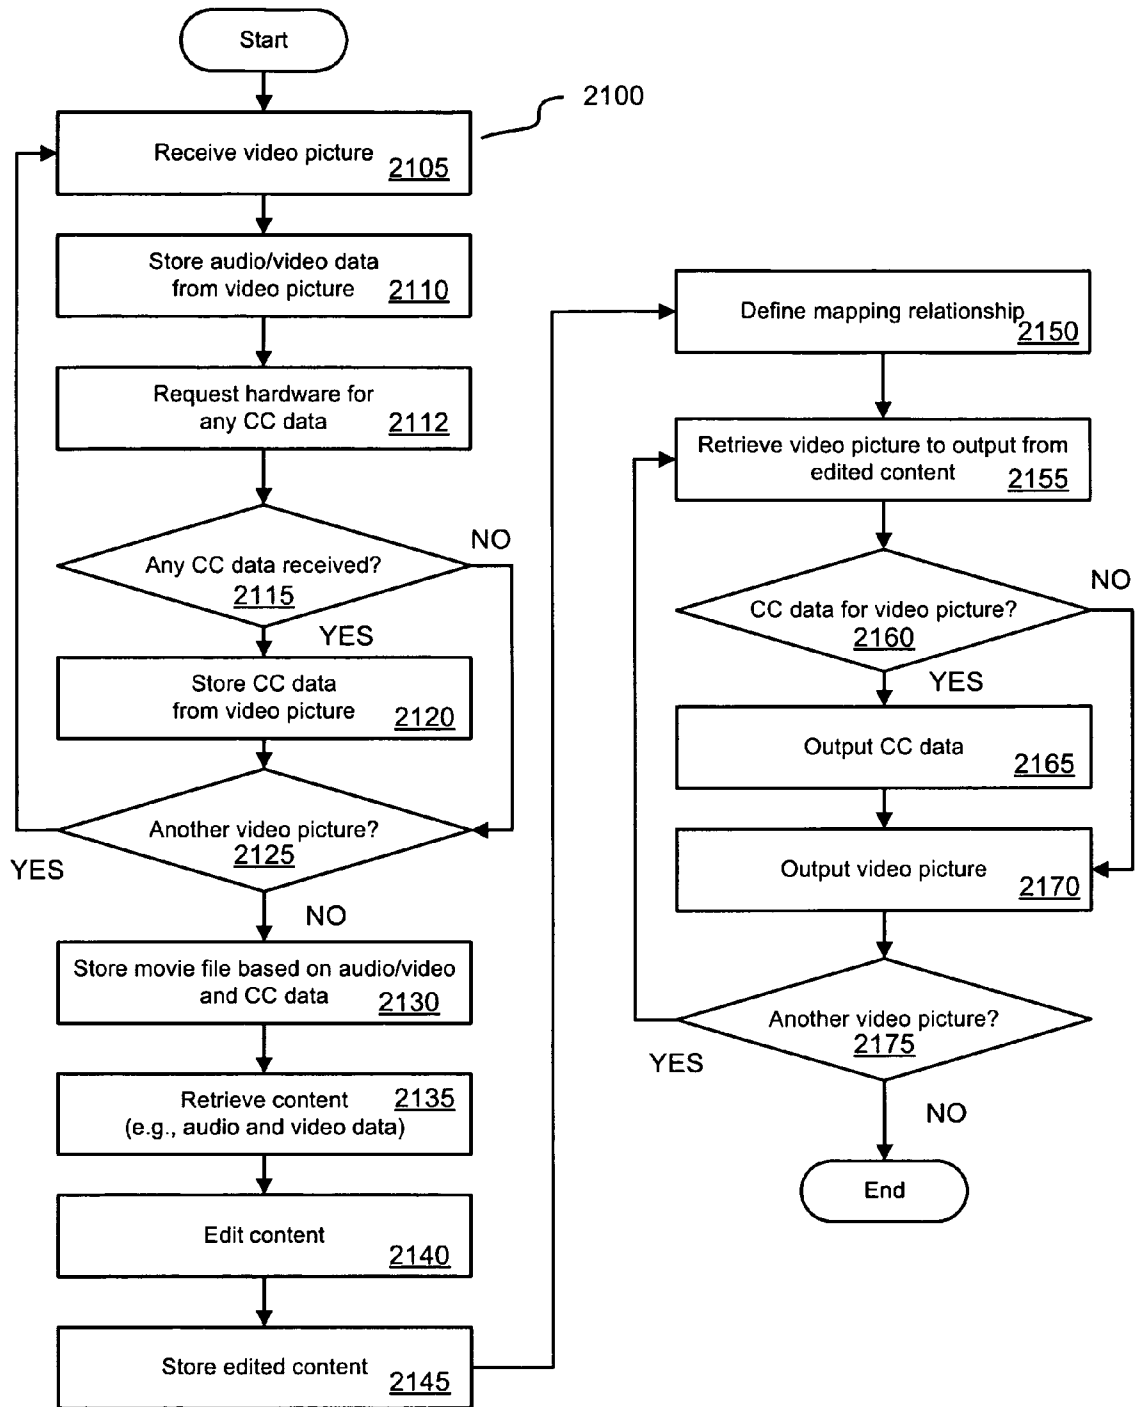 Start
2100
Receive video picture
2105
Store audio/video data
from video picture
2110
Request hardware for
any CC data
2112
Any CC data received?
2115
NO
YES
Store CC data
from video picture
2120
Another video picture?
2125
YES
NO
Store movie file based on audio/video
and CC data
2130
Retrieve content
2135
(e.g., audio and video data)
Edit content
2140
Store edited content
2145
Define mapping relationship
2150
Retrieve video picture to output from
edited content
2155
CC data for video picture?
2160
NO
YES
Output CC data
2165
Output video picture
2170
Another video picture?
2175
YES
NO
End